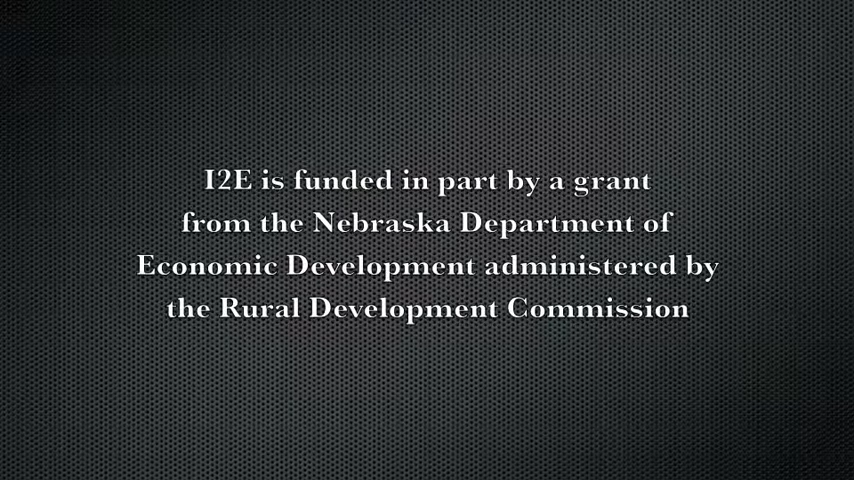 I2E is funded in part by a grant
from the Nebraska Department of
Economic Development administered by
the Rural Development Commission